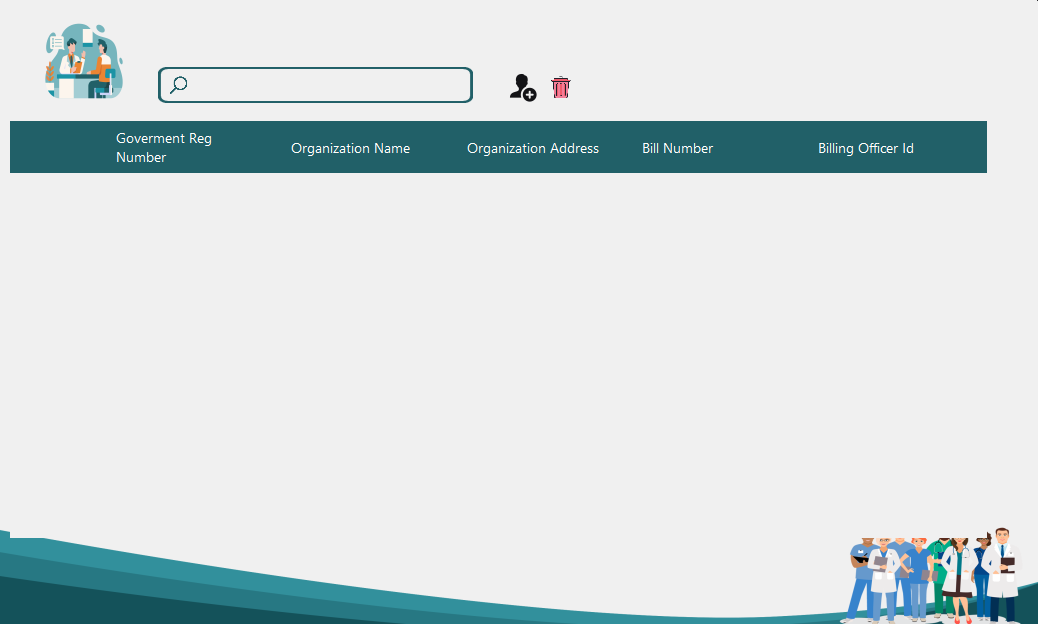 Goverment Reg
Number
Organization Name
Organization Address
Bill Number
Billing Officer Id